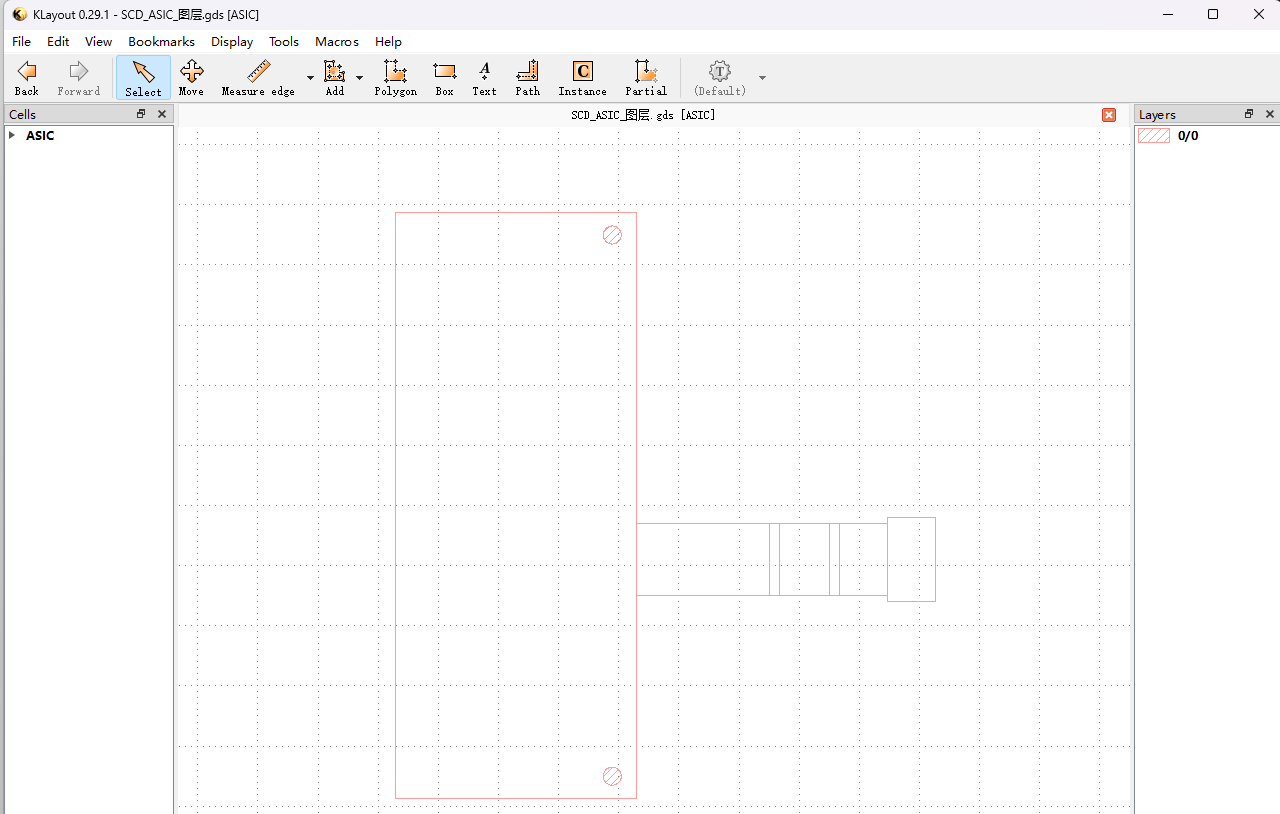 KLayout 0.29.1 - SCD_ASIC_图层.gds [ASIC]
File Edit View Bookmarks Display Tools Macros Help
Back Forward Select Move Measure edge Add Polygon Box Text Path Instance Partial (Default)
Cells
SCD_ASIC_图层.gds [ASIC]
Layers
ASIC
0/0